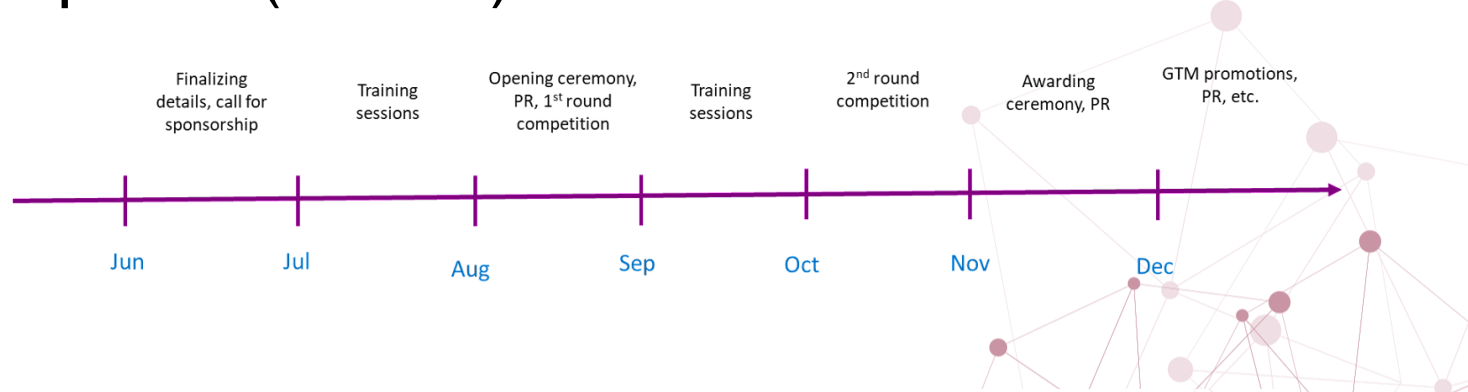 Finalizing
details, call for
sponsorship
Training
sessions
Opening ceremony,
PR, 1st round
competition
Training
sessions
2nd round
competition
Awarding
ceremony, PR
GTM promotions,
PR, etc.
Jun
Jul
Aug
Sep
Oct
Nov
Dec